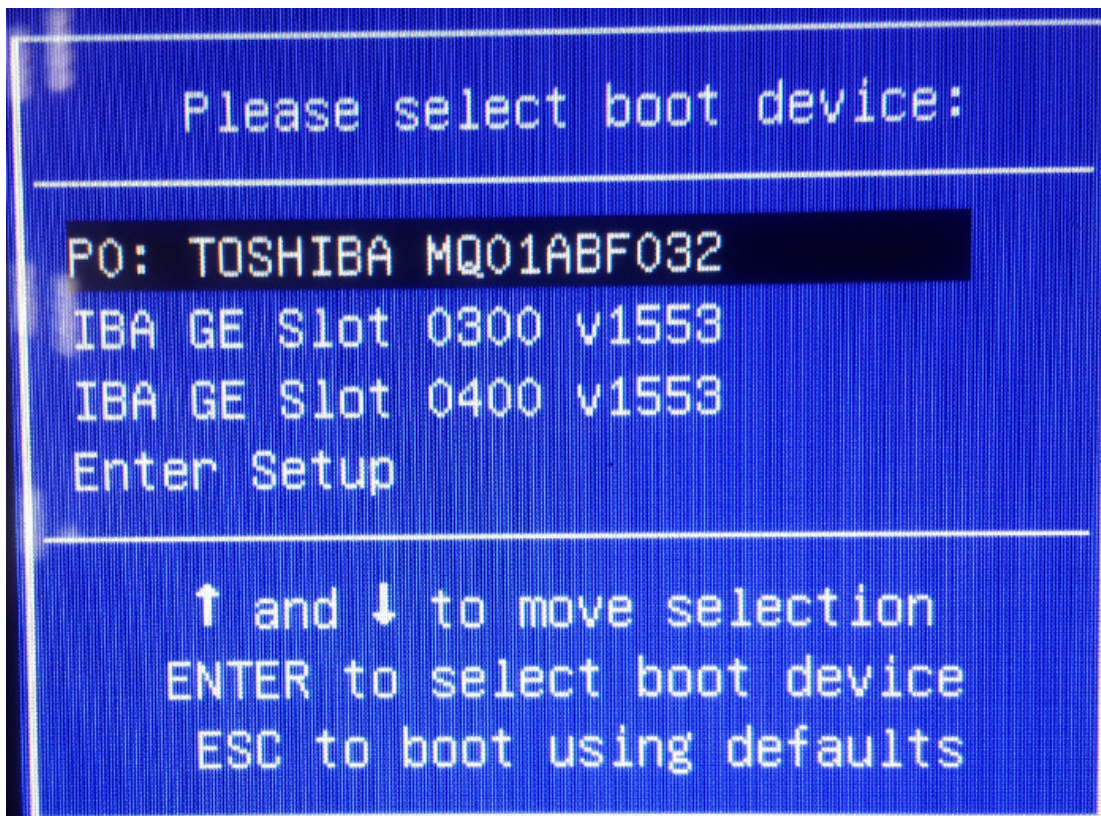 Please select boot device:
P0: TOSHIBA MQ01ABF032
IBA GE Slot 0300 v1553
IBA GE Slot 0400 v1553
Enter Setup
↑ and ↓ to move selection
ENTER to select boot device
ESC to boot using defaults